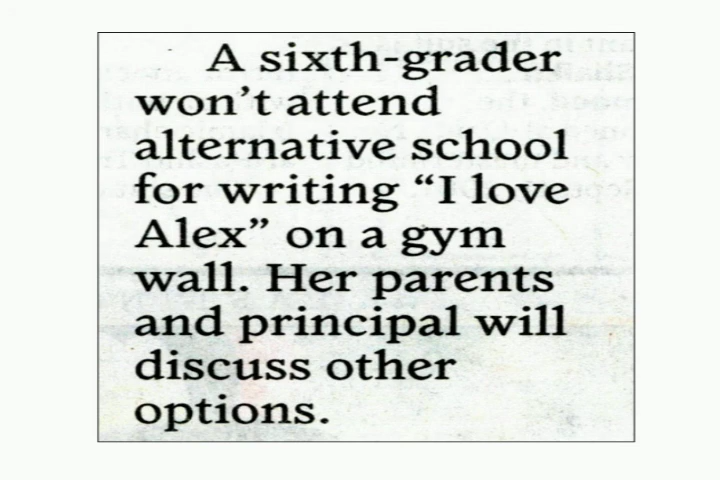 A sixth-grader
won't attend
alternative school
for writing “I love
Alex” on a gym
wall. Her parents
and principal will
discuss other
options.